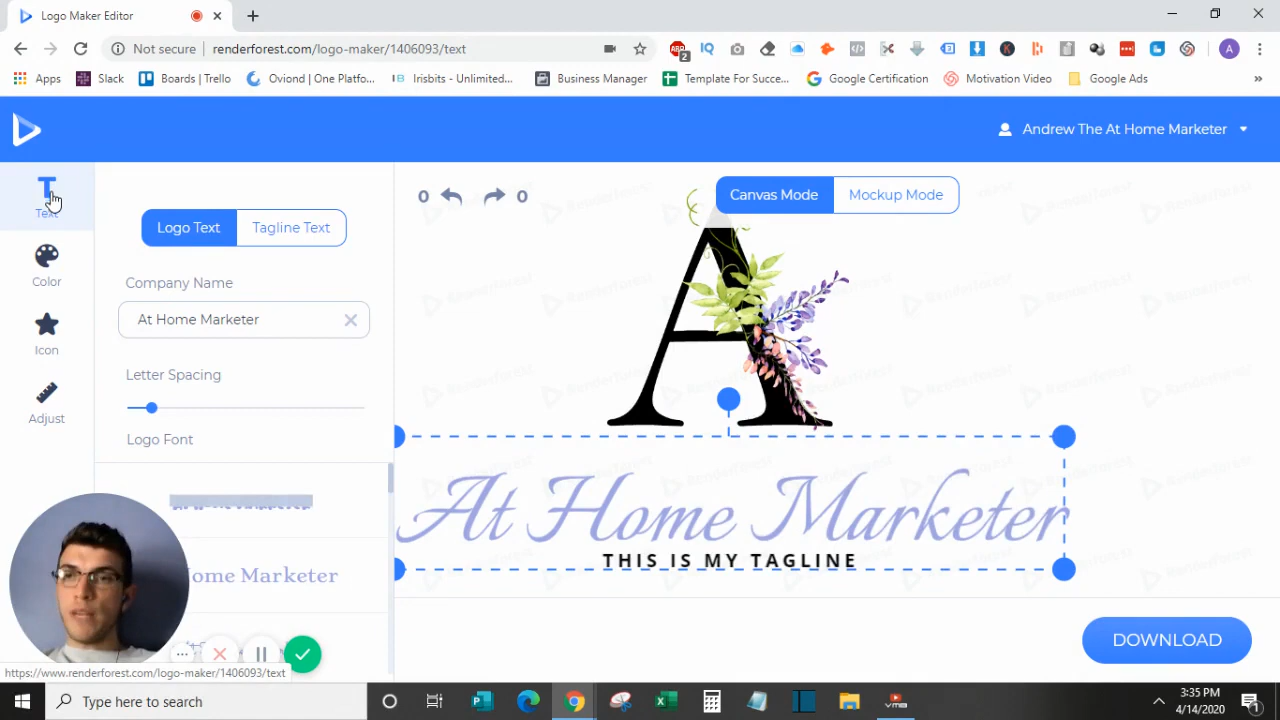 Logo Maker Editor
Not secure
renderforest.com/logo-maker/1406093/text
2
A
Apps
Slack
Boards | Trello
Oviond | One Platfo...
Irisbits - Unlimited...
Business Manager
Template For Succe...
Google Certification
Motivation Video
Google Ads
»
Andrew The At Home Marketer
Text
Color
Icon
Adjust
Logo Text
Tagline Text
Company Name
At Home Marketer
Letter Spacing
Logo Font
Home Marketer
0
0
Canvas Mode
Mockup Mode
A
At Home Marketer
THIS IS MY TAGLINE
DOWNLOAD
https://www.renderforest.com/logo-maker/1406093/text
Type here to search
3:35 PM
4/14/2020